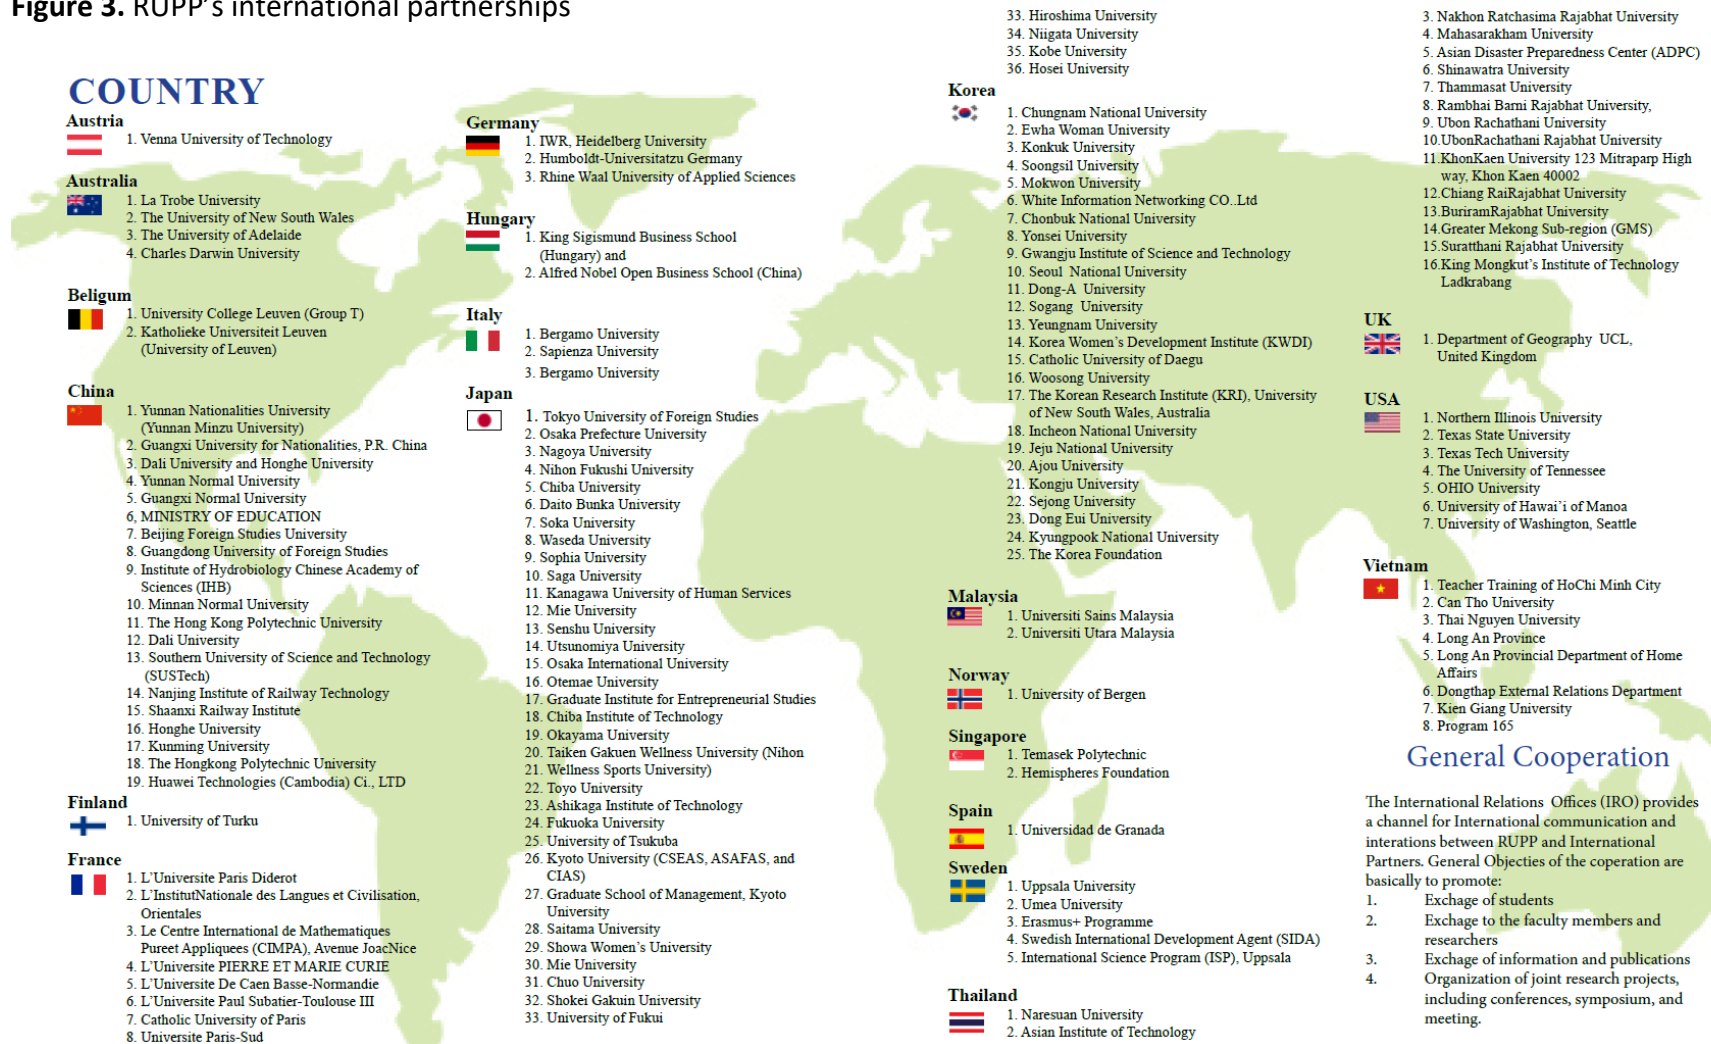 Figure 3. RUPP's international partnerships
COUNTRY
Austria
1. Venna University of Technology
Australia
1. La Trobe University
2. The University of New South Wales
3. The University of Adelaide
4. Charles Darwin University
Beligum
1. University College Leuven (Group T)
2. Katholieke Universiteit Leuven
(University of Leuven)
China
1. Yunnan Nationalities University
(Yunnan Minzu University)
2. Guangxi University for Nationalities, P.R. China
3. Dali University and Honghe University
4. Yunnan Normal University
5. Guangxi Normal University
6, MINISTRY OF EDUCATION
7. Beijing Foreign Studies University
8. Guangdong University of Foreign Studies
9. Institute of Hydrobiology Chinese Academy of
Sciences (IHB)
10. Minnan Normal University
11. The Hong Kong Polytechnic University
12. Dali University
13. Southern University of Science and Technology
(SUSTech)
14. Nanjing Institute of Railway Technology
15. Shaanxi Railway Institute
16. Honghe University
17. Kunming University
18. The Hongkong Polytechnic University
19. Huawei Technologies (Cambodia) Ci., LTD
Finland
1. University of Turku
France
1. L'Universite Paris Diderot
2. L'InstitutNationale des Langues et Civilisation,
Orientales
3. Le Centre International de Mathematiques
Pureet Appliquees (CIMPA), Avenue JoacNice
4. L'Universite PIERRE ET MARIE CURIE
5. L'Universite De Caen Basse-Normandie
6. L'Universite Paul Subatier-Toulouse III
7. Catholic University of Paris
8. Universite Paris-Sud
Germany
1. IWR, Heidelberg University
2. Humboldt-Universitatzu Germany
3. Rhine Waal University of Applied Sciences
Hungary
1. King Sigismund Business School
(Hungary) and
2. Alfred Nobel Open Business School (China)
Italy
1. Bergamo University
2. Sapienza University
3. Bergamo University
Japan
1. Tokyo University of Foreign Studies
2. Osaka Prefecture University
3. Nagoya University
4. Nihon Fukushi University
5. Chiba University
6. Daito Bunka University
7. Soka University
8. Waseda University
9. Sophia University
10. Saga University
11. Kanagawa University of Human Services
12. Mie University
13. Senshu University
14. Utsunomiya University
15. Osaka International University
16. Otemae University
17. Graduate Institute for Entrepreneurial Studies
18. Chiba Institute of Technology
19. Okayama University
20. Taiken Gakuen Wellness University (Nihon
21. Wellness Sports University)
22. Toyo University
23. Ashikaga Institute of Technology
24. Fukuoka University
25. University of Tsukuba
26. Kyoto University (CSEAS, ASAFAS, and
CIAS)
27. Graduate School of Management, Kyoto
University
28. Saitama University
29. Showa Women's University
30. Mie University
31. Chuo University
32. Shokei Gakuin University
33. University of Fukui
33. Hiroshima University
34. Niigata University
35. Kobe University
36. Hosei University
Korea
1. Chungnam National University
2. Ewha Woman University
3. Konkuk University
4. Soongsil University
5. Mokwon University
6. White Information Networking CO..Ltd
7. Chonbuk National University
8. Yonsei University
9. Gwangju Institute of Science and Technology
10. Seoul National University
11. Dong-A University
12. Sogang University
13. Yeungnam University
14. Korea Women's Development Institute (KWDI)
15. Catholic University of Daegu
16. Woosong University
17. The Korean Research Institute (KRI), University
of New South Wales, Australia
18. Incheon National University
19. Jeju National University
20. Ajou University
21. Kongju University
22. Sejong University
23. Dong Eui University
24. Kyungpook National University
25. The Korea Foundation
Malaysia
1. Universiti Sains Malaysia
2. Universiti Utara Malaysia
Norway
1. University of Bergen
Singapore
1. Temasek Polytechnic
2. Hemispheres Foundation
Spain
1. Universidad de Granada
Sweden
1. Uppsala University
2. Umea University
3. Erasmus+ Programme
4. Swedish International Development Agent (SIDA)
5. International Science Program (ISP), Uppsala
Thailand
1. Naresuan University
2. Asian Institute of Technology
3. Nakhon Ratchasima Rajabhat University
4. Mahasarakham University
5. Asian Disaster Preparedness Center (ADPC)
6. Shinawatra University
7. Thammasat University
8. Rambhai Barni Rajabhat University,
9. Ubon Rachathani University
10.UbonRachathani Rajabhat University
11.KhonKaen University 123 Mitraparp High
way, Khon Kaen 40002
12.Chiang RaiRajabhat University
13.BuriramRajabhat University
14.Greater Mekong Sub-region (GMS)
15.Suratthani Rajabhat University
16.King Mongkut's Institute of Technology
Ladkrabang
UK
1. Department of Geography UCL,
United Kingdom
USA
1. Northern Illinois University
2. Texas State University
3. Texas Tech University
4. The University of Tennessee
5. OHIO University
6. University of Hawai'i of Manoa
7. University of Washington, Seattle
Vietnam
1. Teacher Training of HoChi Minh City
2. Can Tho University
3. Thai Nguyen University
4. Long An Province
5. Long An Provincial Department of Home
Affairs
6. Dongthap External Relations Department
7. Kien Giang University
8. Program 165
General Cooperation
The International Relations Offices (IRO) provides
a channel for International communication and
interations between RUPP and International
Partners. General Objecties of the coperation are
basically to promote:
1. Exchage of students
2. Exchage to the faculty members and
researchers
3. Exchage of information and publications
4. Organization of joint research projects,
including conferences, symposium, and
meeting.